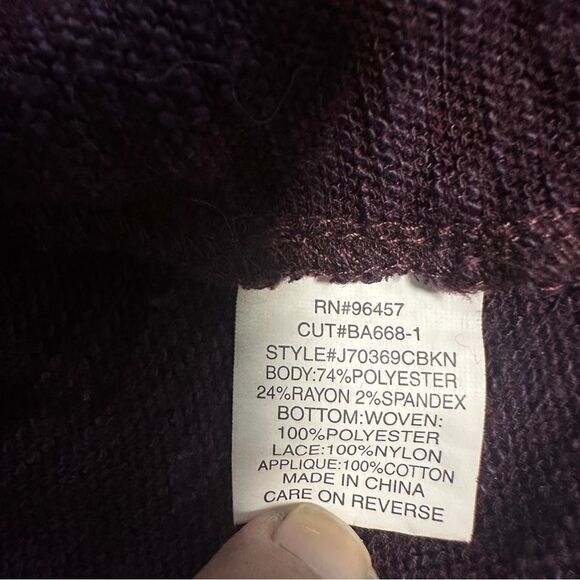 RN#96457
CUT#BA668-1
STYLE#J70369CBKN
BODY:74%POLYESTER
24%RAYON 2%SPANDEX
BOTTOM:WOVEN:
100%POLYESTER
LACE:100%NYLON
APPLIQUE:100%COTTON
MADE IN CHINA
CARE ON REVERSE